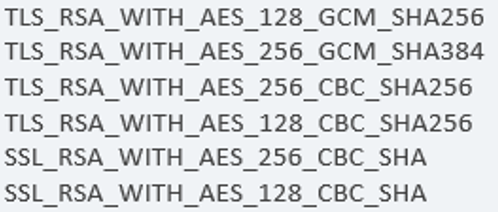 TLS_RSA_WITH_AES_128_GCM_SHA256
TLS_RSA_WITH_AES_256_GCM_SHA384
TLS_RSA_WITH_AES_256_CBC_SHA256
TLS_RSA_WITH_AES_128_CBC_SHA256
SSL_RSA_WITH_AES_256_CBC_SHA
SSL_RSA_WITH_AES_128_CBC_SHA